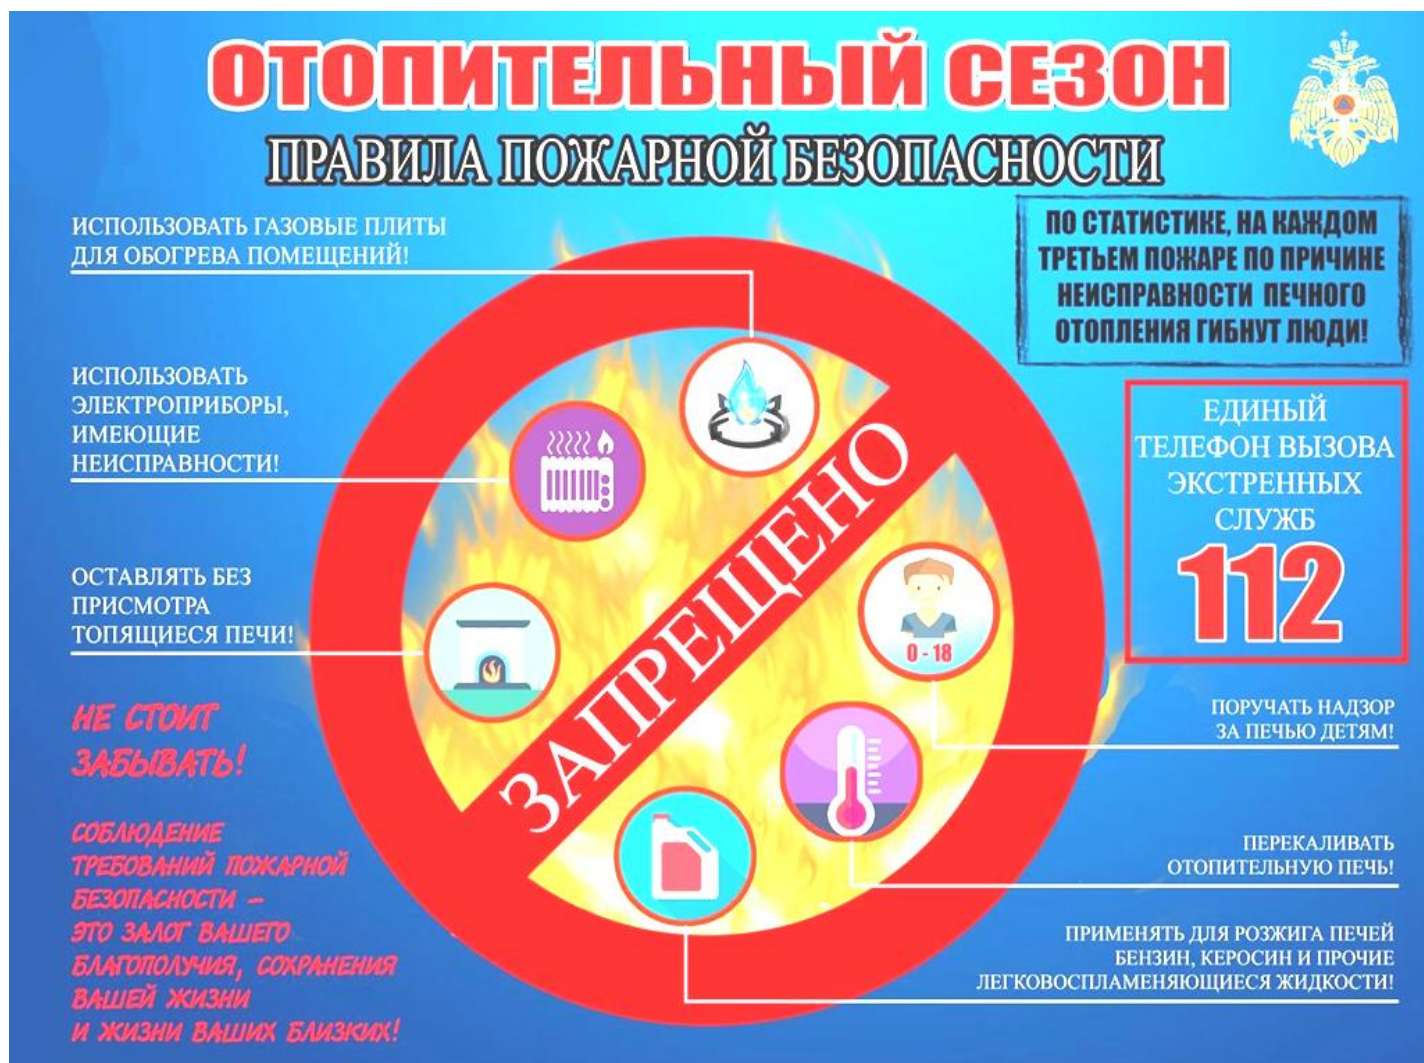 ОТОПИТЕЛЬНЫЙ СЕЗОН
ПРАВИЛА ПОЖАРНОЙ БЕЗОПАСНОСТИ
ИСПОЛЬЗОВАТЬ ГАЗОВЫЕ ПЛИТЫ
ДЛЯ ОБОГРЕВА ПОМЕЩЕНИЙ!
ИСПОЛЬЗОВАТЬ
ЭЛЕКТРОПРИБОРЫ,
ИМЕЮЩИЕ
НЕИСПРАВНОСТИ!
ОСТАВЛЯТЬ БЕЗ
ПРИСМОТРА
ТОПЯЩИЕСЯ ПЕЧИ!
НЕ СТОИТ
ЗАБЫВАТЬ!
СОБЛЮДЕНИЕ
ТРЕБОВАНИЙ ПОЖАРНОЙ
БЕЗОПАСНОСТИ –
ЭТО ЗАЛОГ ВАШЕГО
БЛАГОПОЛУЧИЯ, СОХРАНЕНИЯ
ВАШЕЙ ЖИЗНИ
И ЖИЗНИ ВАШИХ БЛИЗКИХ!
ЗАПРЕЩЕНО
0 - 18
ПО СТАТИСТИКЕ, НА КАЖДОМ
ТРЕТЬЕМ ПОЖАРЕ ПО ПРИЧИНЕ
НЕИСПРАВНОСТИ ПЕЧНОГО
ОТОПЛЕНИЯ ГИБНУТ ЛЮДИ!
ЕДИНЫЙ
ТЕЛЕФОН ВЫЗОВА
ЭКСТРЕННЫХ
СЛУЖБ
112
ПОРУЧАТЬ НАДЗОР
ЗА ПЕЧЬЮ ДЕТЯМ!
ПЕРЕКАЛИВАТЬ
ОТОПИТЕЛЬНУЮ ПЕЧЬ!
ПРИМЕНЯТЬ ДЛЯ РОЗЖИГА ПЕЧЕЙ
БЕНЗИН, КЕРОСИН И ПРОЧИЕ
ЛЕГКОВОСПЛАМЕНЯЮЩИЕСЯ ЖИДКОСТИ!